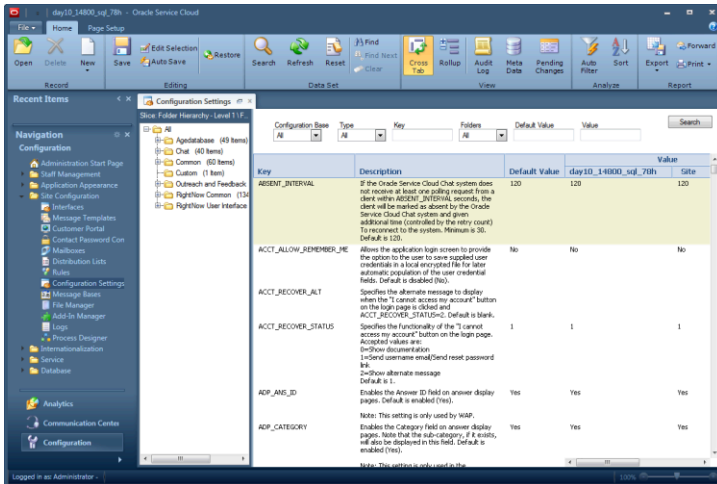 day10_14800_sql_78h - Oracle Service Cloud
File
Home
Page Setup
Open
Delete
New
Save
Edit Selection
Auto Save
Restore
Search
Refresh
Reset
Find
Find Next
Clear
Cross Tab
Rollup
Audit Log
Meta Data
Pending Changes
Auto Filter
Sort
Export
Forward
Print
Record
Editing
Data Set
View
Analyze
Report
Recent Items
Navigation
Configuration
Administration Start Page
Staff Management
Application Appearance
Site Configuration
Interfaces
Message Templates
Customer Portal
Contact Password Con
Mailboxes
Distribution Lists
Rules
Configuration Settings
Message Bases
File Manager
Add-In Manager
Logs
Process Designer
Internationalization
Service
Database
Analytics
Communication Center
Configuration
Logged in as: Administrator -
Configuration Settings
Slice: Folder Hierarchy - Level 1 \ F...
All
Agedatabase (49 Items)
Chat (40 Items)
Common (60 Items)
Custom (1 Item)
Outreach and Feedback
RightNow Common (134
RightNow User Interface
Configuration Base
Type
Key
Folders
Default Value
Value
Search
All
All
All
Value
Key
Description
Default Value
day10_14800_sql_78h
Site
ABSENT_INTERVAL
If the Oracle Service Cloud Chat system does
not receive at least one polling request from a
client within ABSENT_INTERVAL seconds, the
client will be marked as absent by the Oracle
Service Cloud Chat system and given
additional time (controlled by the retry count)
To reconnect to the system. Minimum is 30.
Default is 120.
120
120
120
ACCT_ALLOW_REMEMBER_ME
Allows the application login screen to provide
the option to the user to save supplied user
credentials in a local encrypted file for later
automatic population of the user credential
fields. Default is disabled (No).
No
No
No
ACCT_RECOVER_ALT
Specifies the alternate message to display
when the "I cannot access my account" button
on the login page is clicked and
ACCT_RECOVER_STATUS=2. Default is blank.
ACCT_RECOVER_STATUS
Specifies the functionality of the "I cannot
access my account" button on the login page.
Accepted values are:
0=Show documentation
1=Send username email/Send reset password
link
2=Show alternate message
Default is 1.
1
1
1
ADP_ANS_ID
Enables the Answer ID field on answer display
pages. Default is enabled (Yes).
Note: This setting is only used by WAP.
Yes
Yes
Yes
ADP_CATEGORY
Enables the Category field on answer display
pages. Note that the sub-category, if it exists,
will also be displayed in this field. Default is
enabled (Yes).
Note: This setting is only used in the
Yes
Yes
Yes
100%